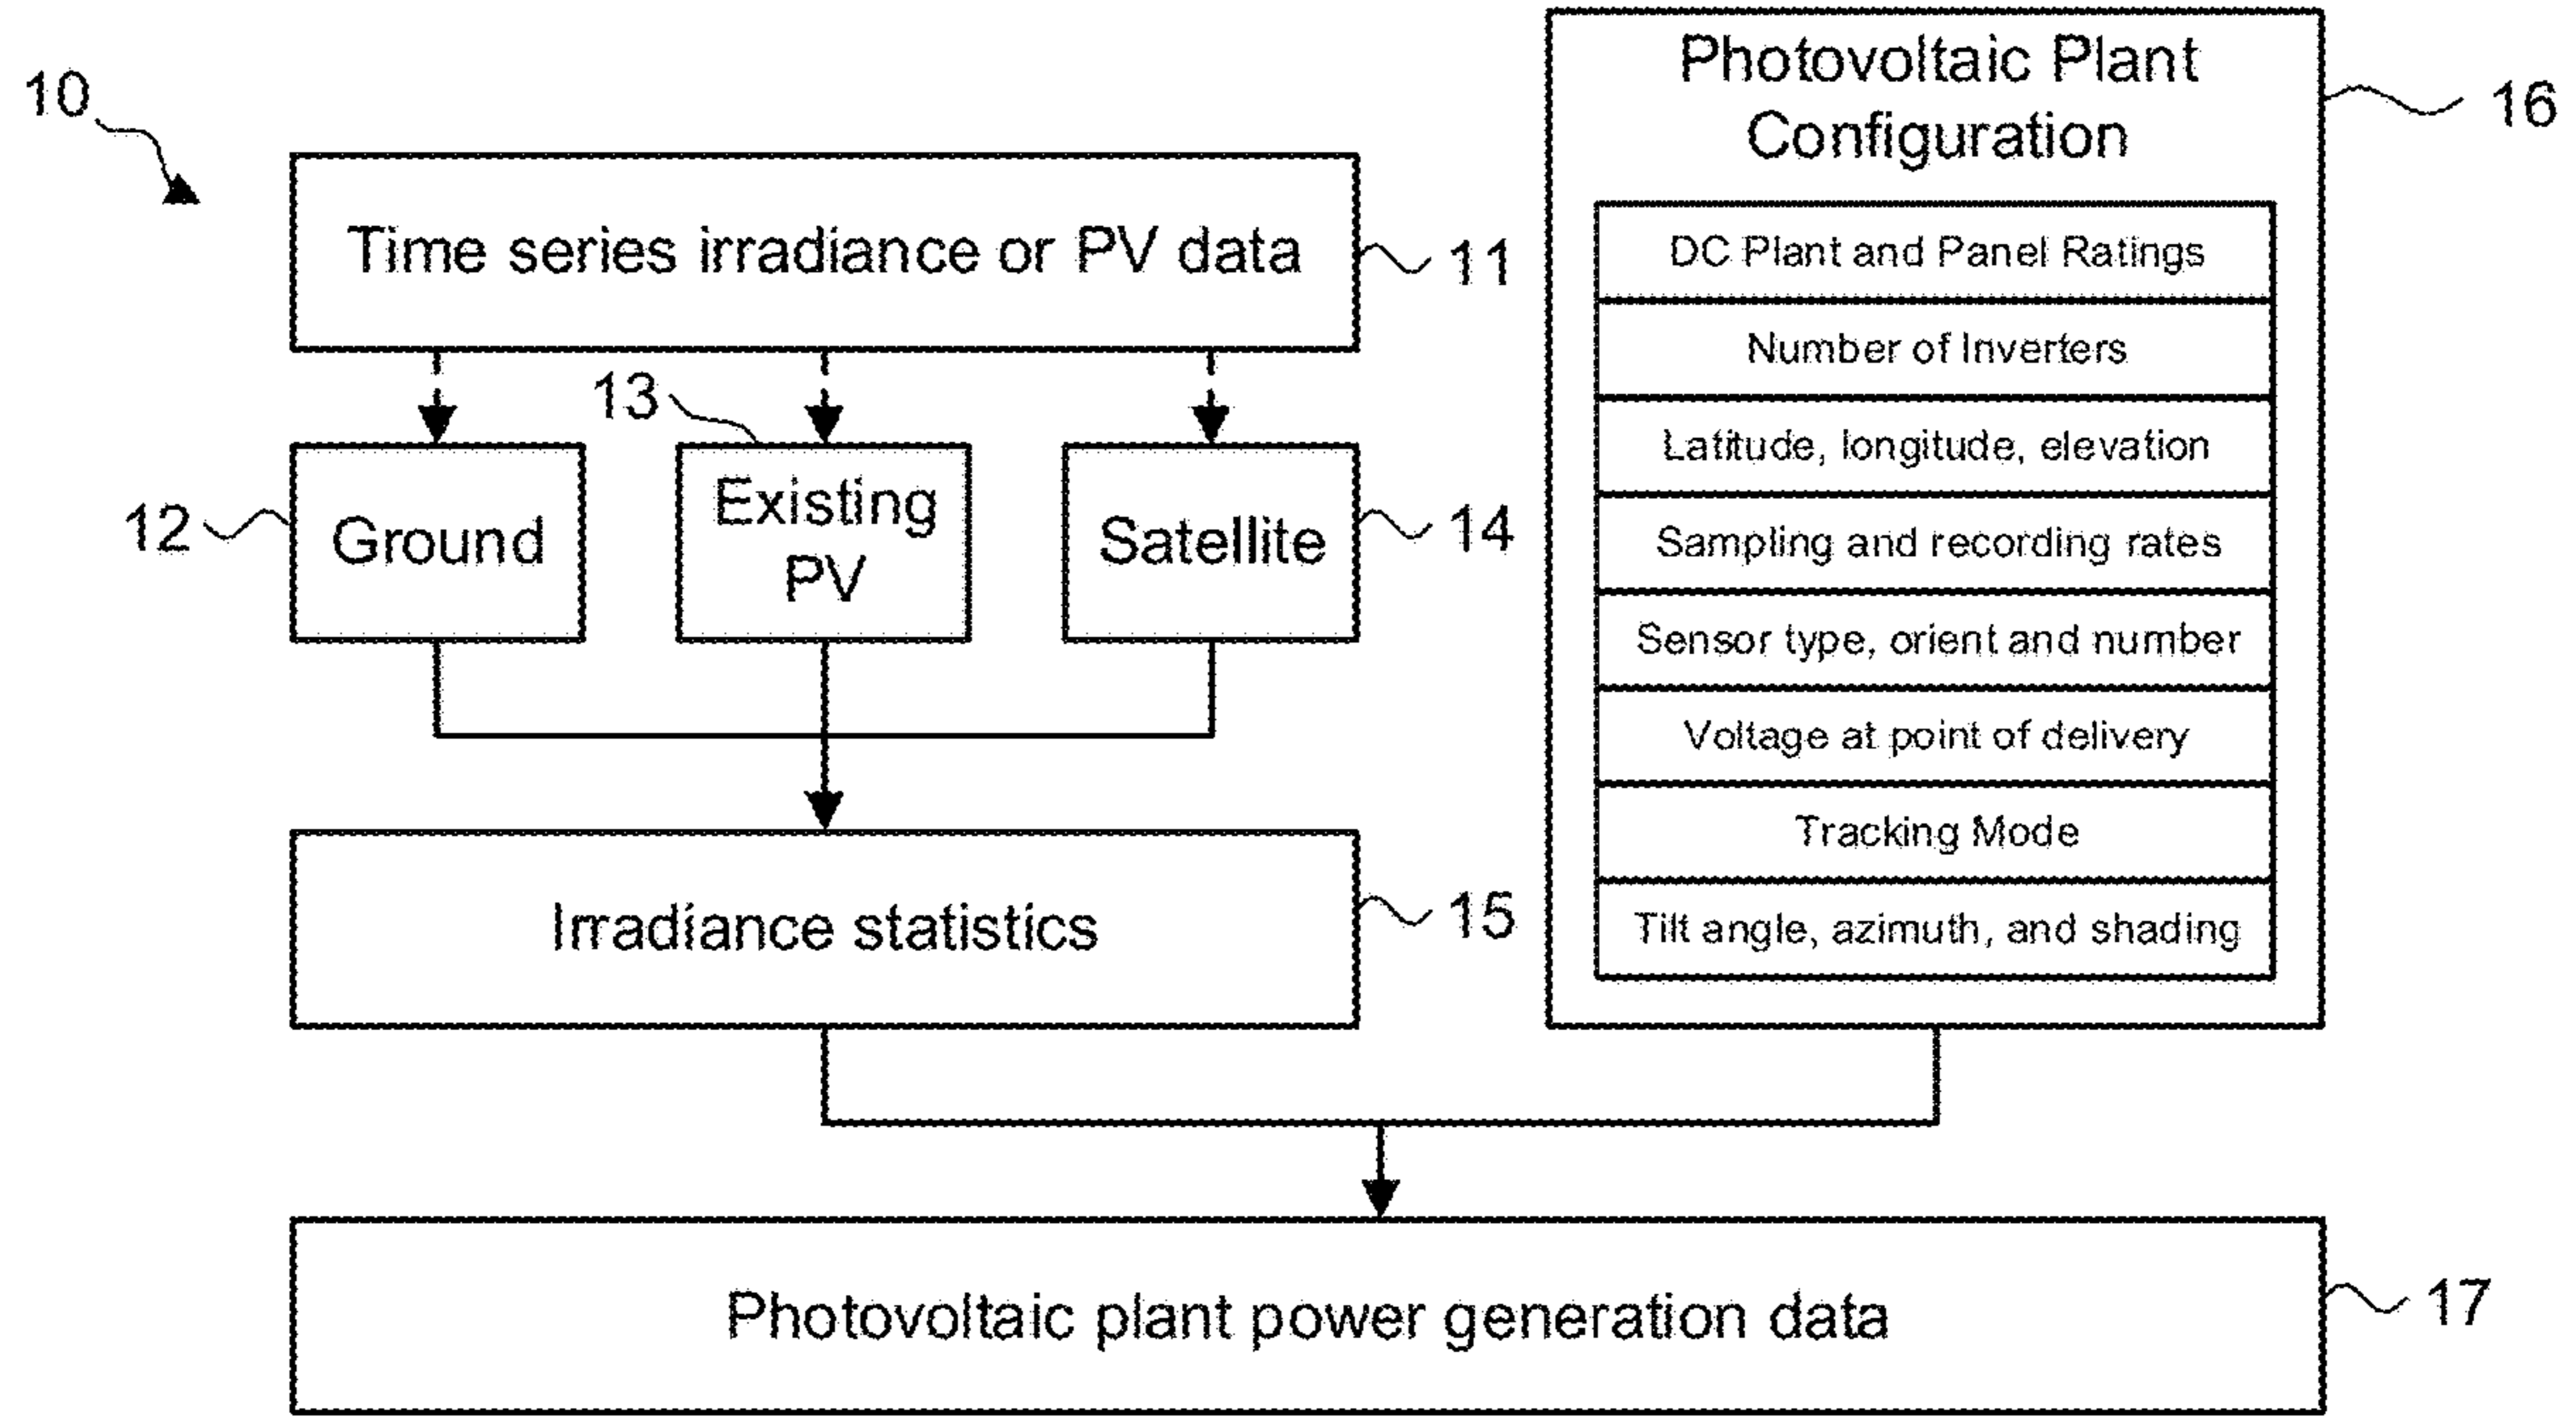 10
Time series irradiance or PV data
11
13
12
Ground
Existing
PV
Satellite
14
Irradiance statistics
15
Photovoltaic Plant
Configuration
16
DC Plant and Panel Ratings
Number of Inverters
Latitude, longitude, elevation
Sampling and recording rates
Sensor type, orient and number
Voltage at point of delivery
Tracking Mode
Tilt angle, azimuth, and shading
Photovoltaic plant power generation data
17